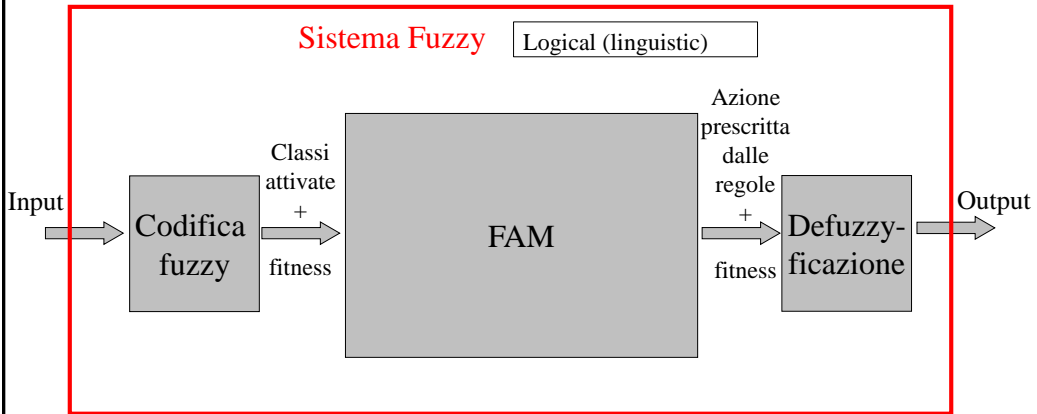 Sistema Fuzzy
Logical (linguistic)
Input
Codifica
fuzzy
Classi
attivate
+
fitness
FAM
Azione
prescritta
dalle
regole
+
fitness
Defuzzy-
ficazione
Output